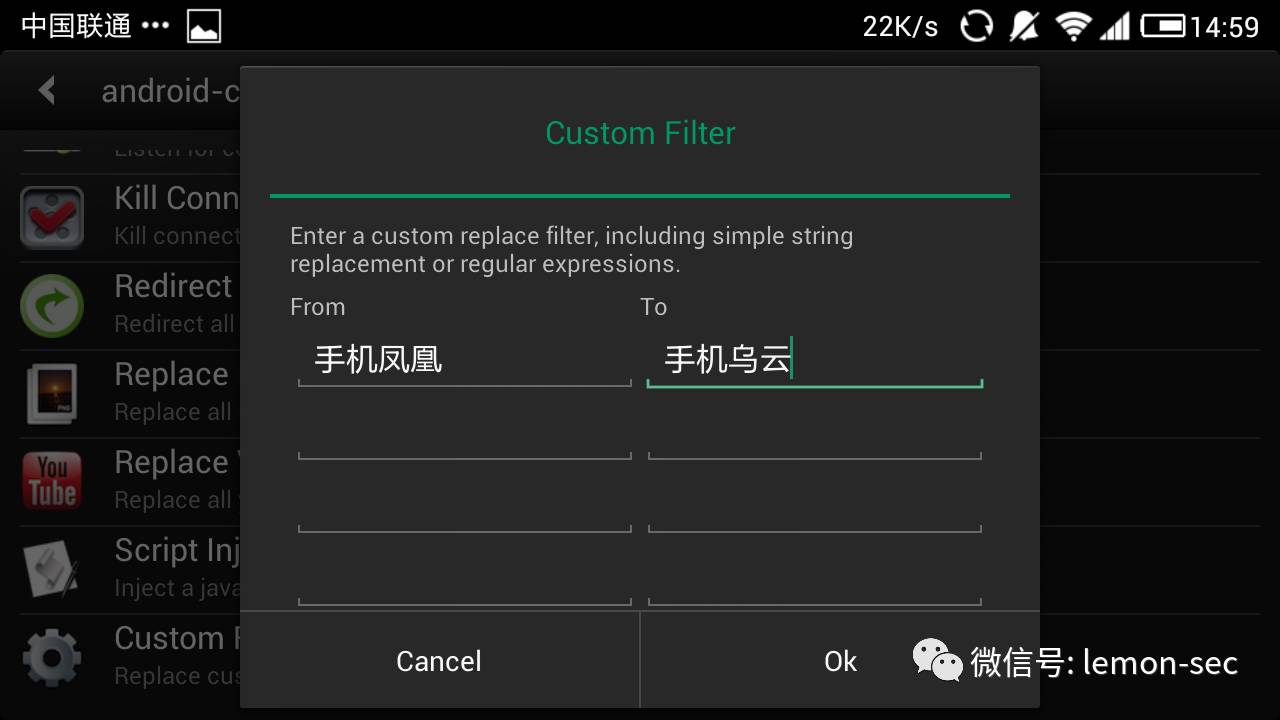 中国联通 ••• 22K/s 14:59
android-c
Custom Filter
Kill Conn
Kill connect
Enter a custom replace filter, including simple string
replacement or regular expressions.
Redirect
Redirect all
From To
手机凤凰 手机乌云
Replace
Replace all
You
Tube
Replace
Replace all
Script Inj
Inject a java
Custom F
Replace cus
Cancel Ok
微信号: lemon-sec